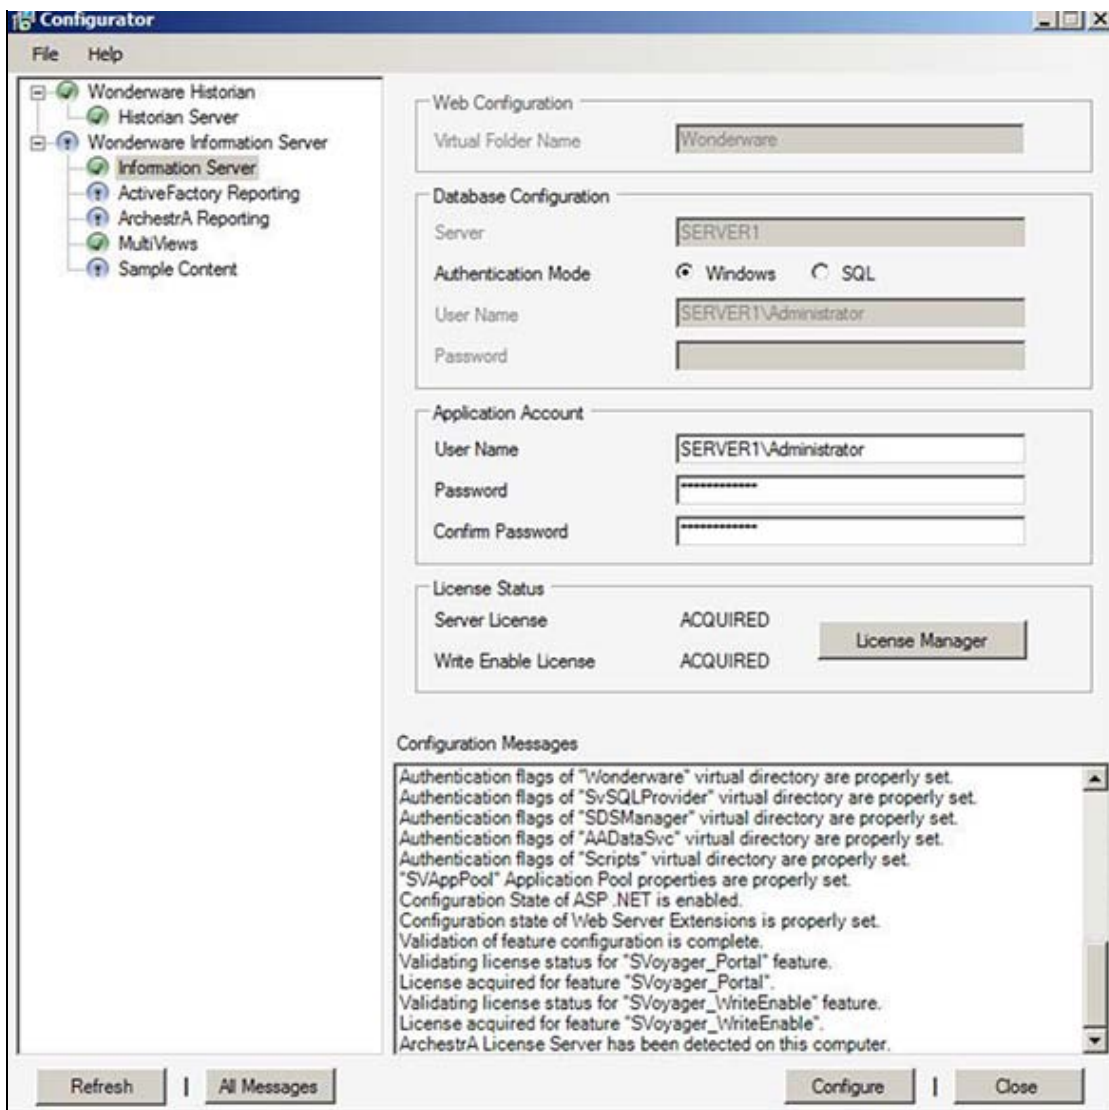 Configurator
File Help
Wonderware Historian
Historian Server
Wonderware Information Server
Information Server
ActiveFactory Reporting
ArchestrA Reporting
MultiViews
Sample Content
Web Configuration
Virtual Folder Name Wonderware
Database Configuration
Server SERVER1
Authentication Mode Windows SQL
User Name SERVER1\Administrator
Password
Application Account
User Name SERVER1\Administrator
Password ••••••••••••
Confirm Password ••••••••••••
License Status
Server License ACQUIRED
License Manager
Write Enable License ACQUIRED
Configuration Messages
Authentication flags of "Wonderware" virtual directory are properly set.
Authentication flags of "SvSQLProvider" virtual directory are properly set.
Authentication flags of "SDSManager" virtual directory are properly set.
Authentication flags of "AADataSvc" virtual directory are properly set.
Authentication flags of "Scripts" virtual directory are properly set.
"SVAppPool" Application Pool properties are properly set.
Configuration State of ASP .NET is enabled.
Configuration state of Web Server Extensions is properly set.
Validation of feature configuration is complete.
Validating license status for "SVoyager_Portal" feature.
License acquired for feature "SVoyager_Portal".
Validating license status for "SVoyager_WriteEnable" feature.
License acquired for feature "SVoyager_WriteEnable".
ArchestrA License Server has been detected on this computer.
Refresh | All Messages Configure | Close